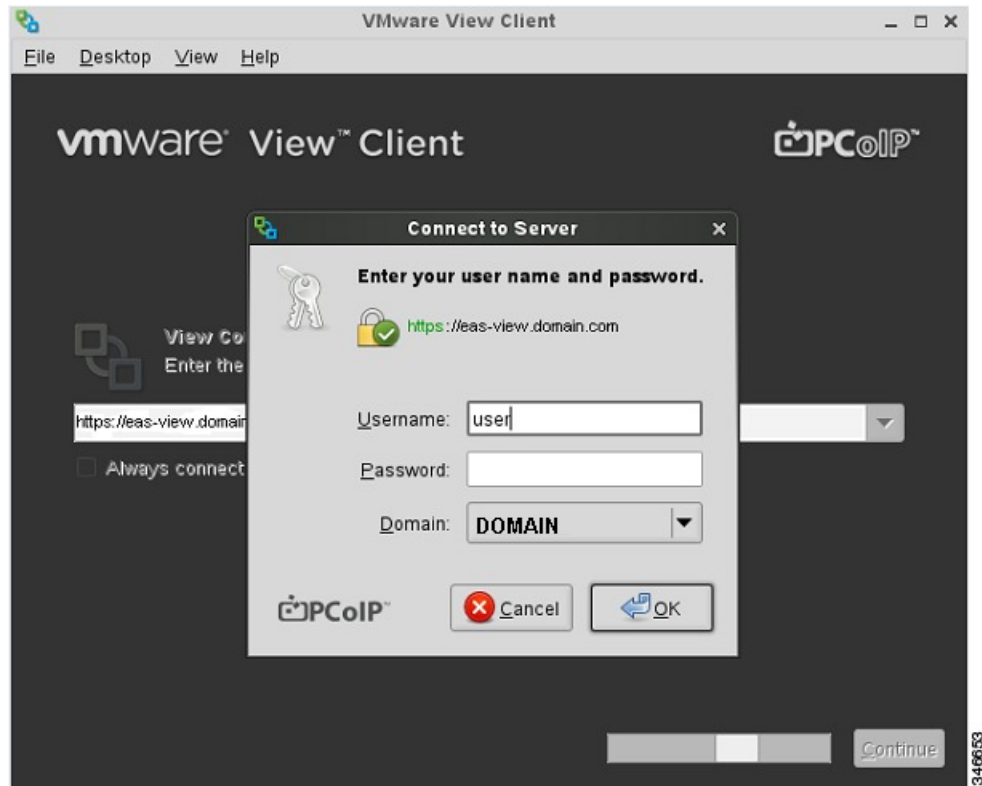 VMware View Client
File Desktop View Help
vmware® View™ Client
PCoIP™
Connect to Server
Enter your user name and password.
https://eas-view.domain.com
View Co
Enter the
https://eas-view.domain
Always connect
Username: user
Password:
Domain: DOMAIN
PCoIP™
Cancel
OK
Continue
346653